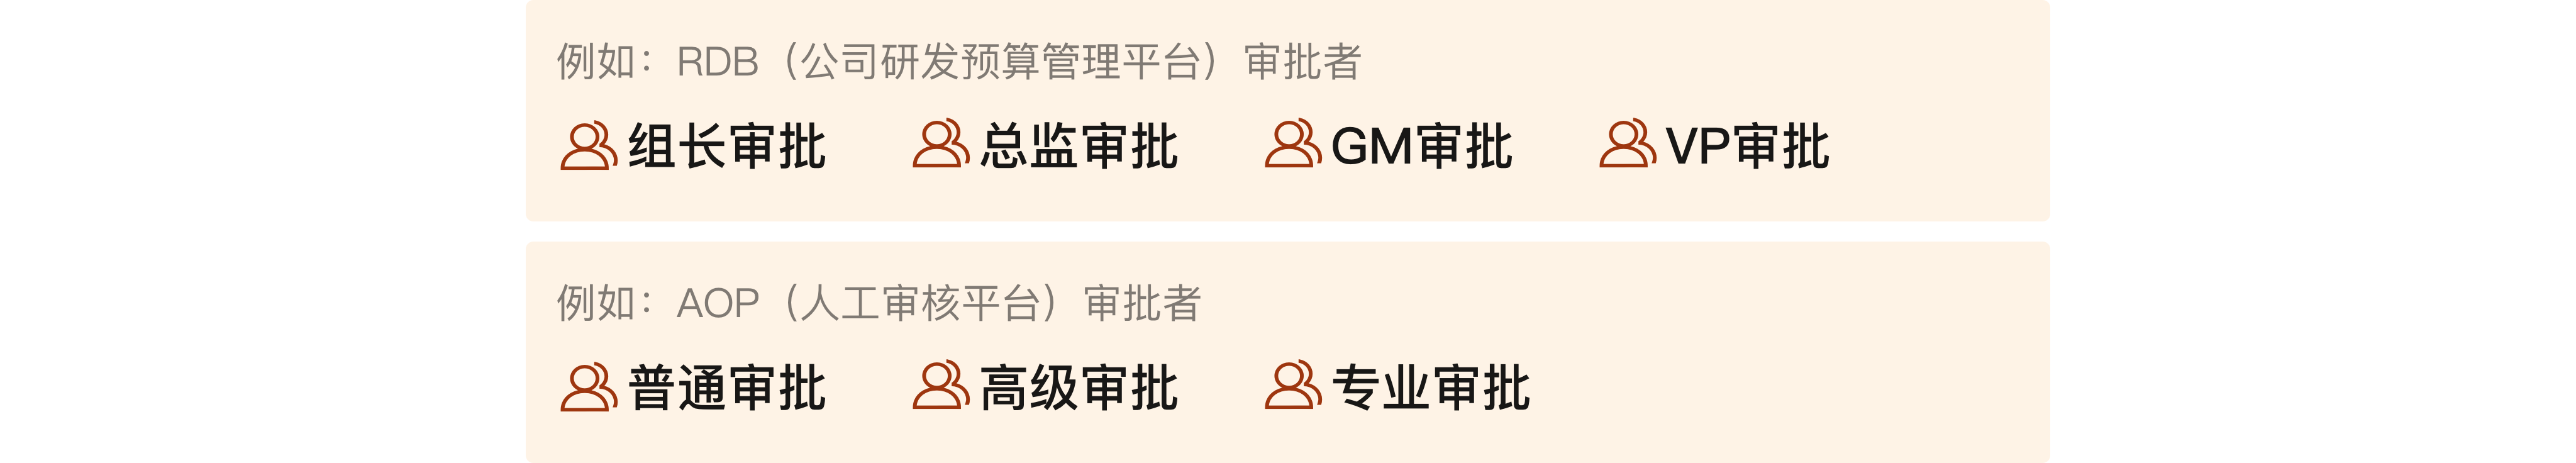 例如：RDB（公司研发预算管理平台）审批者
组长审批 总监审批 GM审批 VP审批
例如：AOP（人工审核平台）审批者
普通审批 高级审批 专业审批